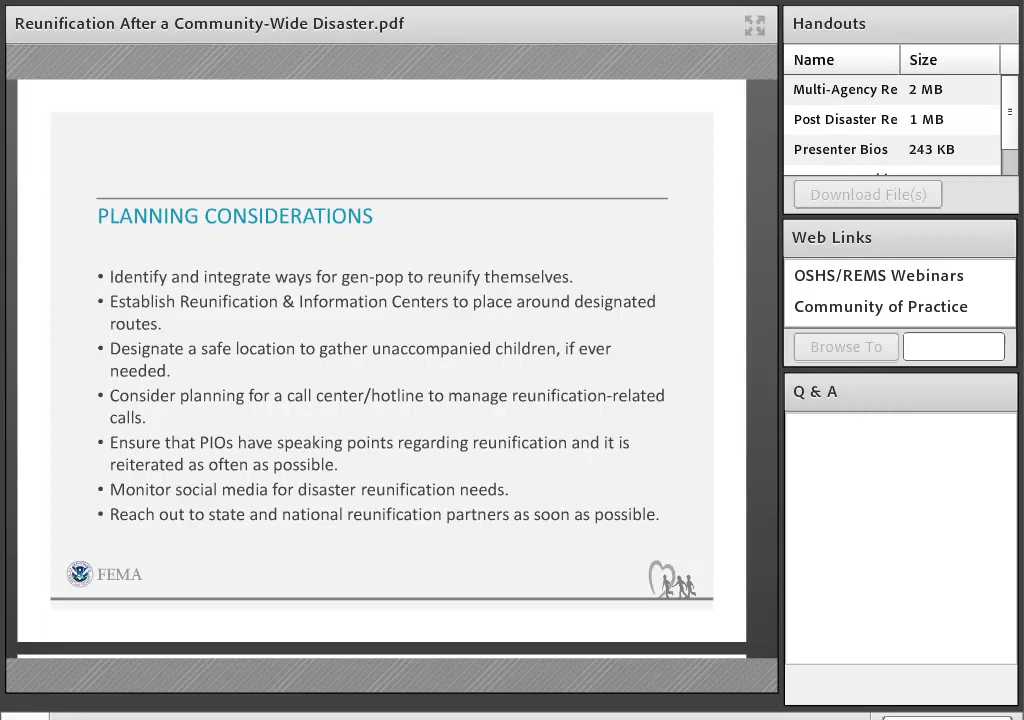 Reunification After a Community-Wide Disaster.pdf
PLANNING CONSIDERATIONS
• Identify and integrate ways for gen-pop to reunify themselves.
• Establish Reunification & Information Centers to place around designated
routes.
• Designate a safe location to gather unaccompanied children, if ever
needed.
• Consider planning for a call center/hotline to manage reunification-related
calls.
• Ensure that PIOs have speaking points regarding reunification and it is
reiterated as often as possible.
• Monitor social media for disaster reunification needs.
• Reach out to state and national reunification partners as soon as possible.
FEMA
Handouts
Name Size
Multi-Agency Re 2 MB
Post Disaster Re 1 MB
Presenter Bios 243 KB
Download File(s)
Web Links
OSHS/REMS Webinars
Community of Practice
Browse To
Q & A